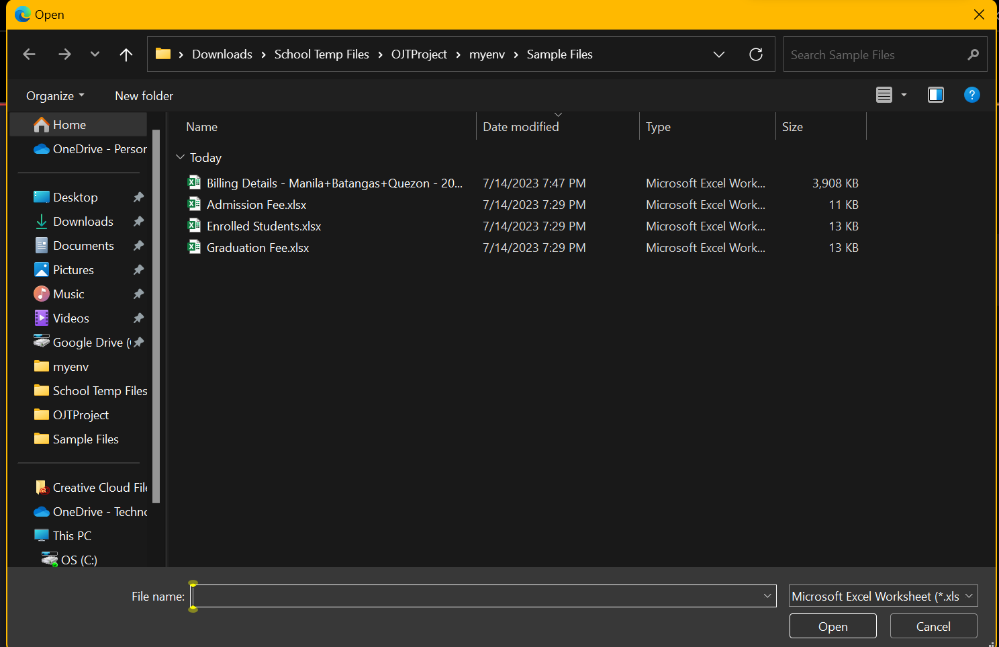 Open
Downloads › School Temp Files › OJTProject › myenv › Sample Files
Search Sample Files
Organize
New folder
Home
OneDrive - Person
Desktop
Downloads
Documents
Pictures
Music
Videos
Google Drive (
myenv
School Temp Files
OJTProject
Sample Files
Creative Cloud File
OneDrive - Techno
This PC
OS (C:)
Name Date modified Type Size
Today
Billing Details - Manila+Batangas+Quezon - 20... 7/14/2023 7:47 PM Microsoft Excel Work... 3,908 KB
Admission Fee.xlsx 7/14/2023 7:29 PM Microsoft Excel Work... 11 KB
Enrolled Students.xlsx 7/14/2023 7:29 PM Microsoft Excel Work... 13 KB
Graduation Fee.xlsx 7/14/2023 7:29 PM Microsoft Excel Work... 13 KB
File name:
Microsoft Excel Worksheet (*.xls
Open
Cancel